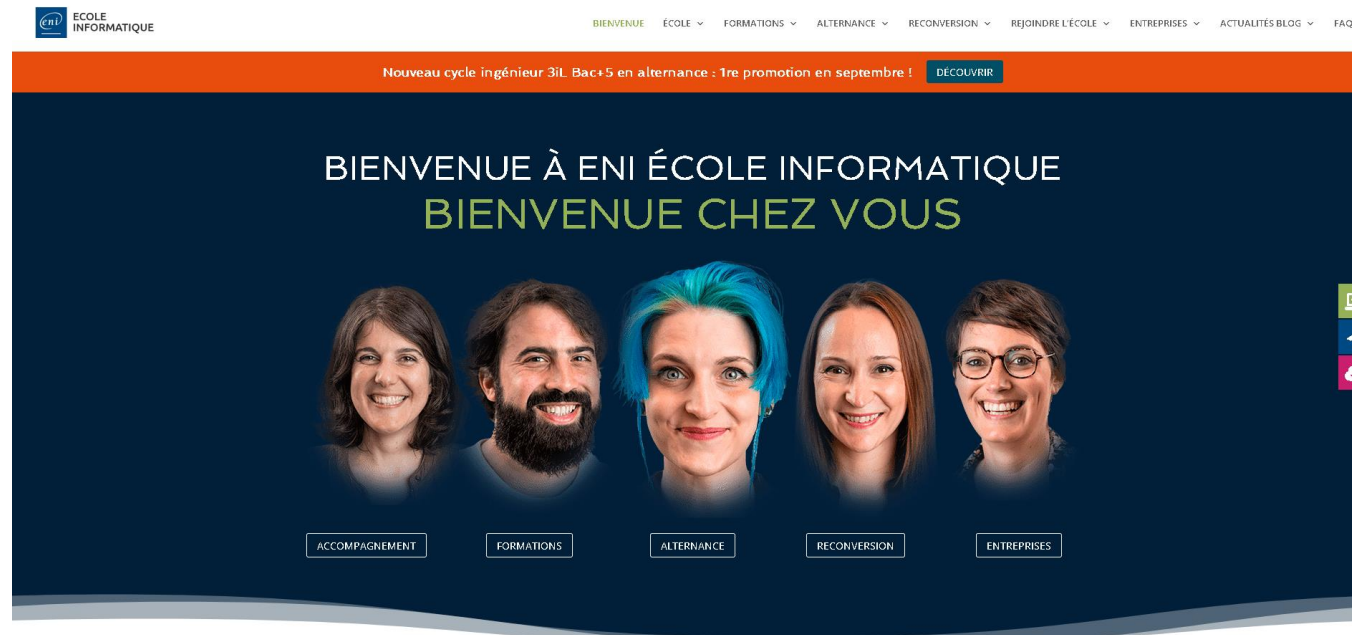 eni
ECOLE
INFORMATIQUE
BIENVENUE ÉCOLE FORMATIONS ALTERNANCE RECONVERSION REJOINDRE L'ÉCOLE ENTREPRISES ACTUALITÉS BLOG FAQ
Nouveau cycle ingénieur 3iL Bac+5 en alternance : 1re promotion en septembre ! DÉCOUVRIR
BIENVENUE À ENI ÉCOLE INFORMATIQUE
BIENVENUE CHEZ VOUS
ACCOMPAGNEMENT FORMATIONS ALTERNANCE RECONVERSION ENTREPRISES